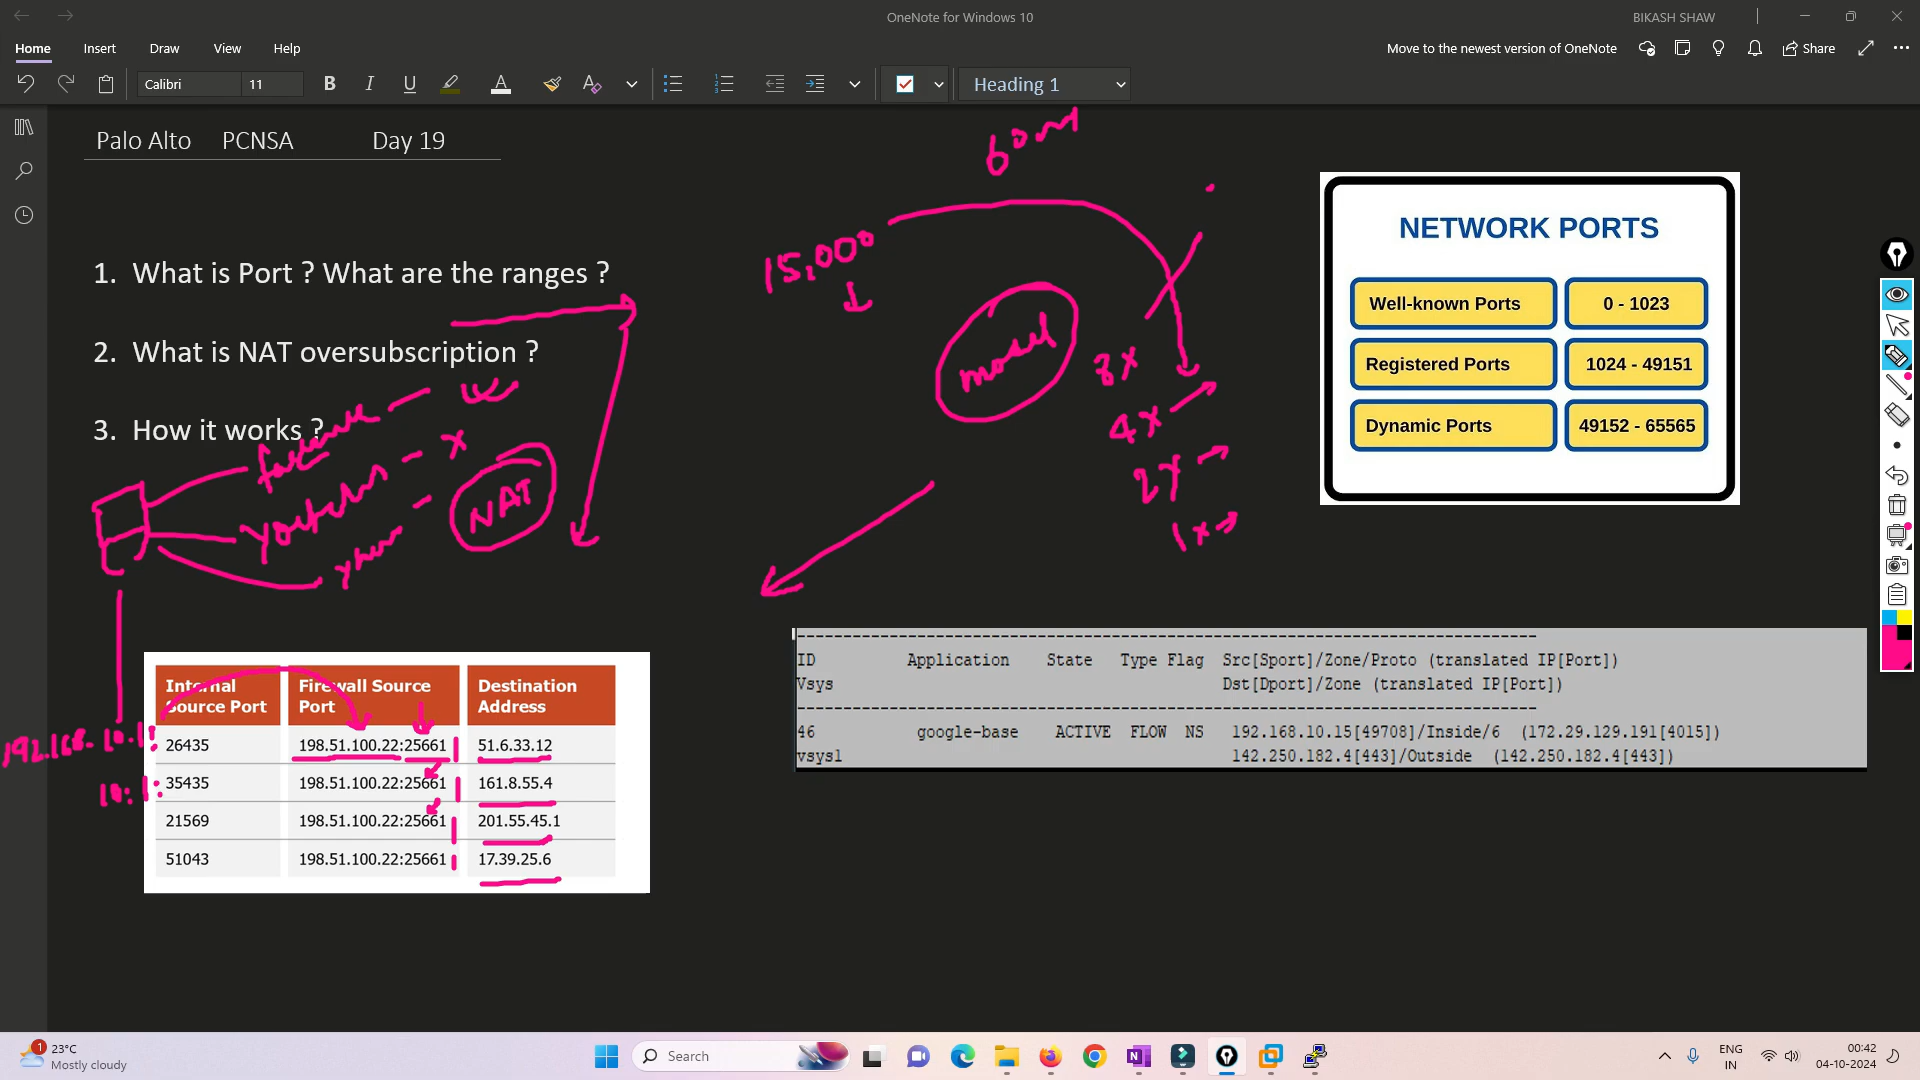 OneNote for Windows 10
BIKASH SHAW
Home Insert Draw View Help
Move to the newest version of OneNote
Share
Calibri 11 B I U A A Heading 1
Palo Alto PCNSA Day 19
1. What is Port ? What are the ranges ?
2. What is NAT oversubscription ?
3. How it works ?
NAT
15,000
model
8x
4x
2x
1x
NETWORK PORTS
Well-known Ports 0 - 1023
Registered Ports 1024 - 49151
Dynamic Ports 49152 - 65565
Internal Source Port Firewall Source Port Destination Address
26435 198.51.100.22:25661 51.6.33.12
35435 198.51.100.22:25661 161.8.55.4
21569 198.51.100.22:25661 201.55.45.1
51043 198.51.100.22:25661 17.39.25.6
192.168.10.1:
10.1:
--------------------------------------------------------------------------------
ID Application State Type Flag Src[Sport]/Zone/Proto (translated IP[Port])
Vsys Dst[Dport]/Zone (translated IP[Port])
--------------------------------------------------------------------------------
46 google-base ACTIVE FLOW NS 192.168.10.15[49708]/Inside/6 (172.29.129.191[4015])
vsys1 142.250.182.4[443]/Outside (142.250.182.4[443])
1
23°C
Mostly cloudy
Search
ENG
IN
00:42
04-10-2024